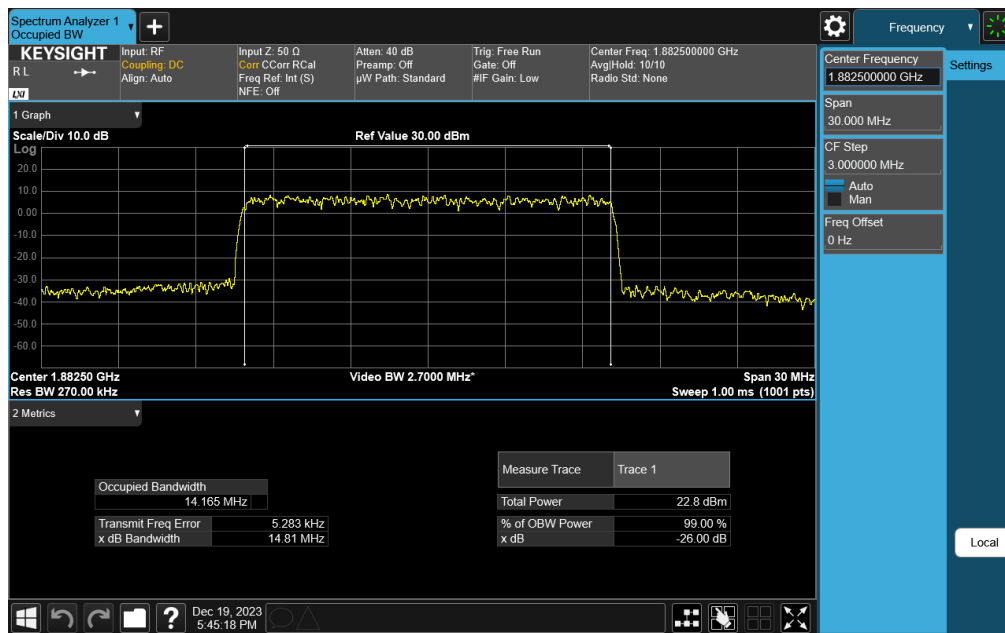 Spectrum Analyzer 1
Occupied BW
+
Frequency
KEYSIGHT
R L
LXI
Input: RF
Coupling: DC
Align: Auto
Input Z: 50 Ω
Corr CCorr RCal
Freq Ref: Int (S)
NFE: Off
Atten: 40 dB
Preamp: Off
µW Path: Standard
Trig: Free Run
Gate: Off
#IF Gain: Low
Center Freq: 1.882500000 GHz
Avg|Hold: 10/10
Radio Std: None
Center Frequency
1.882500000 GHz
Settings
Span
30.000 MHz
CF Step
3.000000 MHz
Auto
Man
Freq Offset
0 Hz
Local
1 Graph
Scale/Div 10.0 dB
Ref Value 30.00 dBm
Log
20.0
10.0
0.00
-10.0
-20.0
-30.0
-40.0
-50.0
-60.0
Center 1.88250 GHz
Video BW 2.7000 MHz*
Span 30 MHz
Res BW 270.00 kHz
Sweep 1.00 ms (1001 pts)
2 Metrics
Measure Trace Trace 1
Occupied Bandwidth
14.165 MHz
Total Power 22.8 dBm
Transmit Freq Error 5.283 kHz
% of OBW Power 99.00 %
x dB Bandwidth 14.81 MHz
x dB -26.00 dB
?
Dec 19, 2023
5:45:18 PM